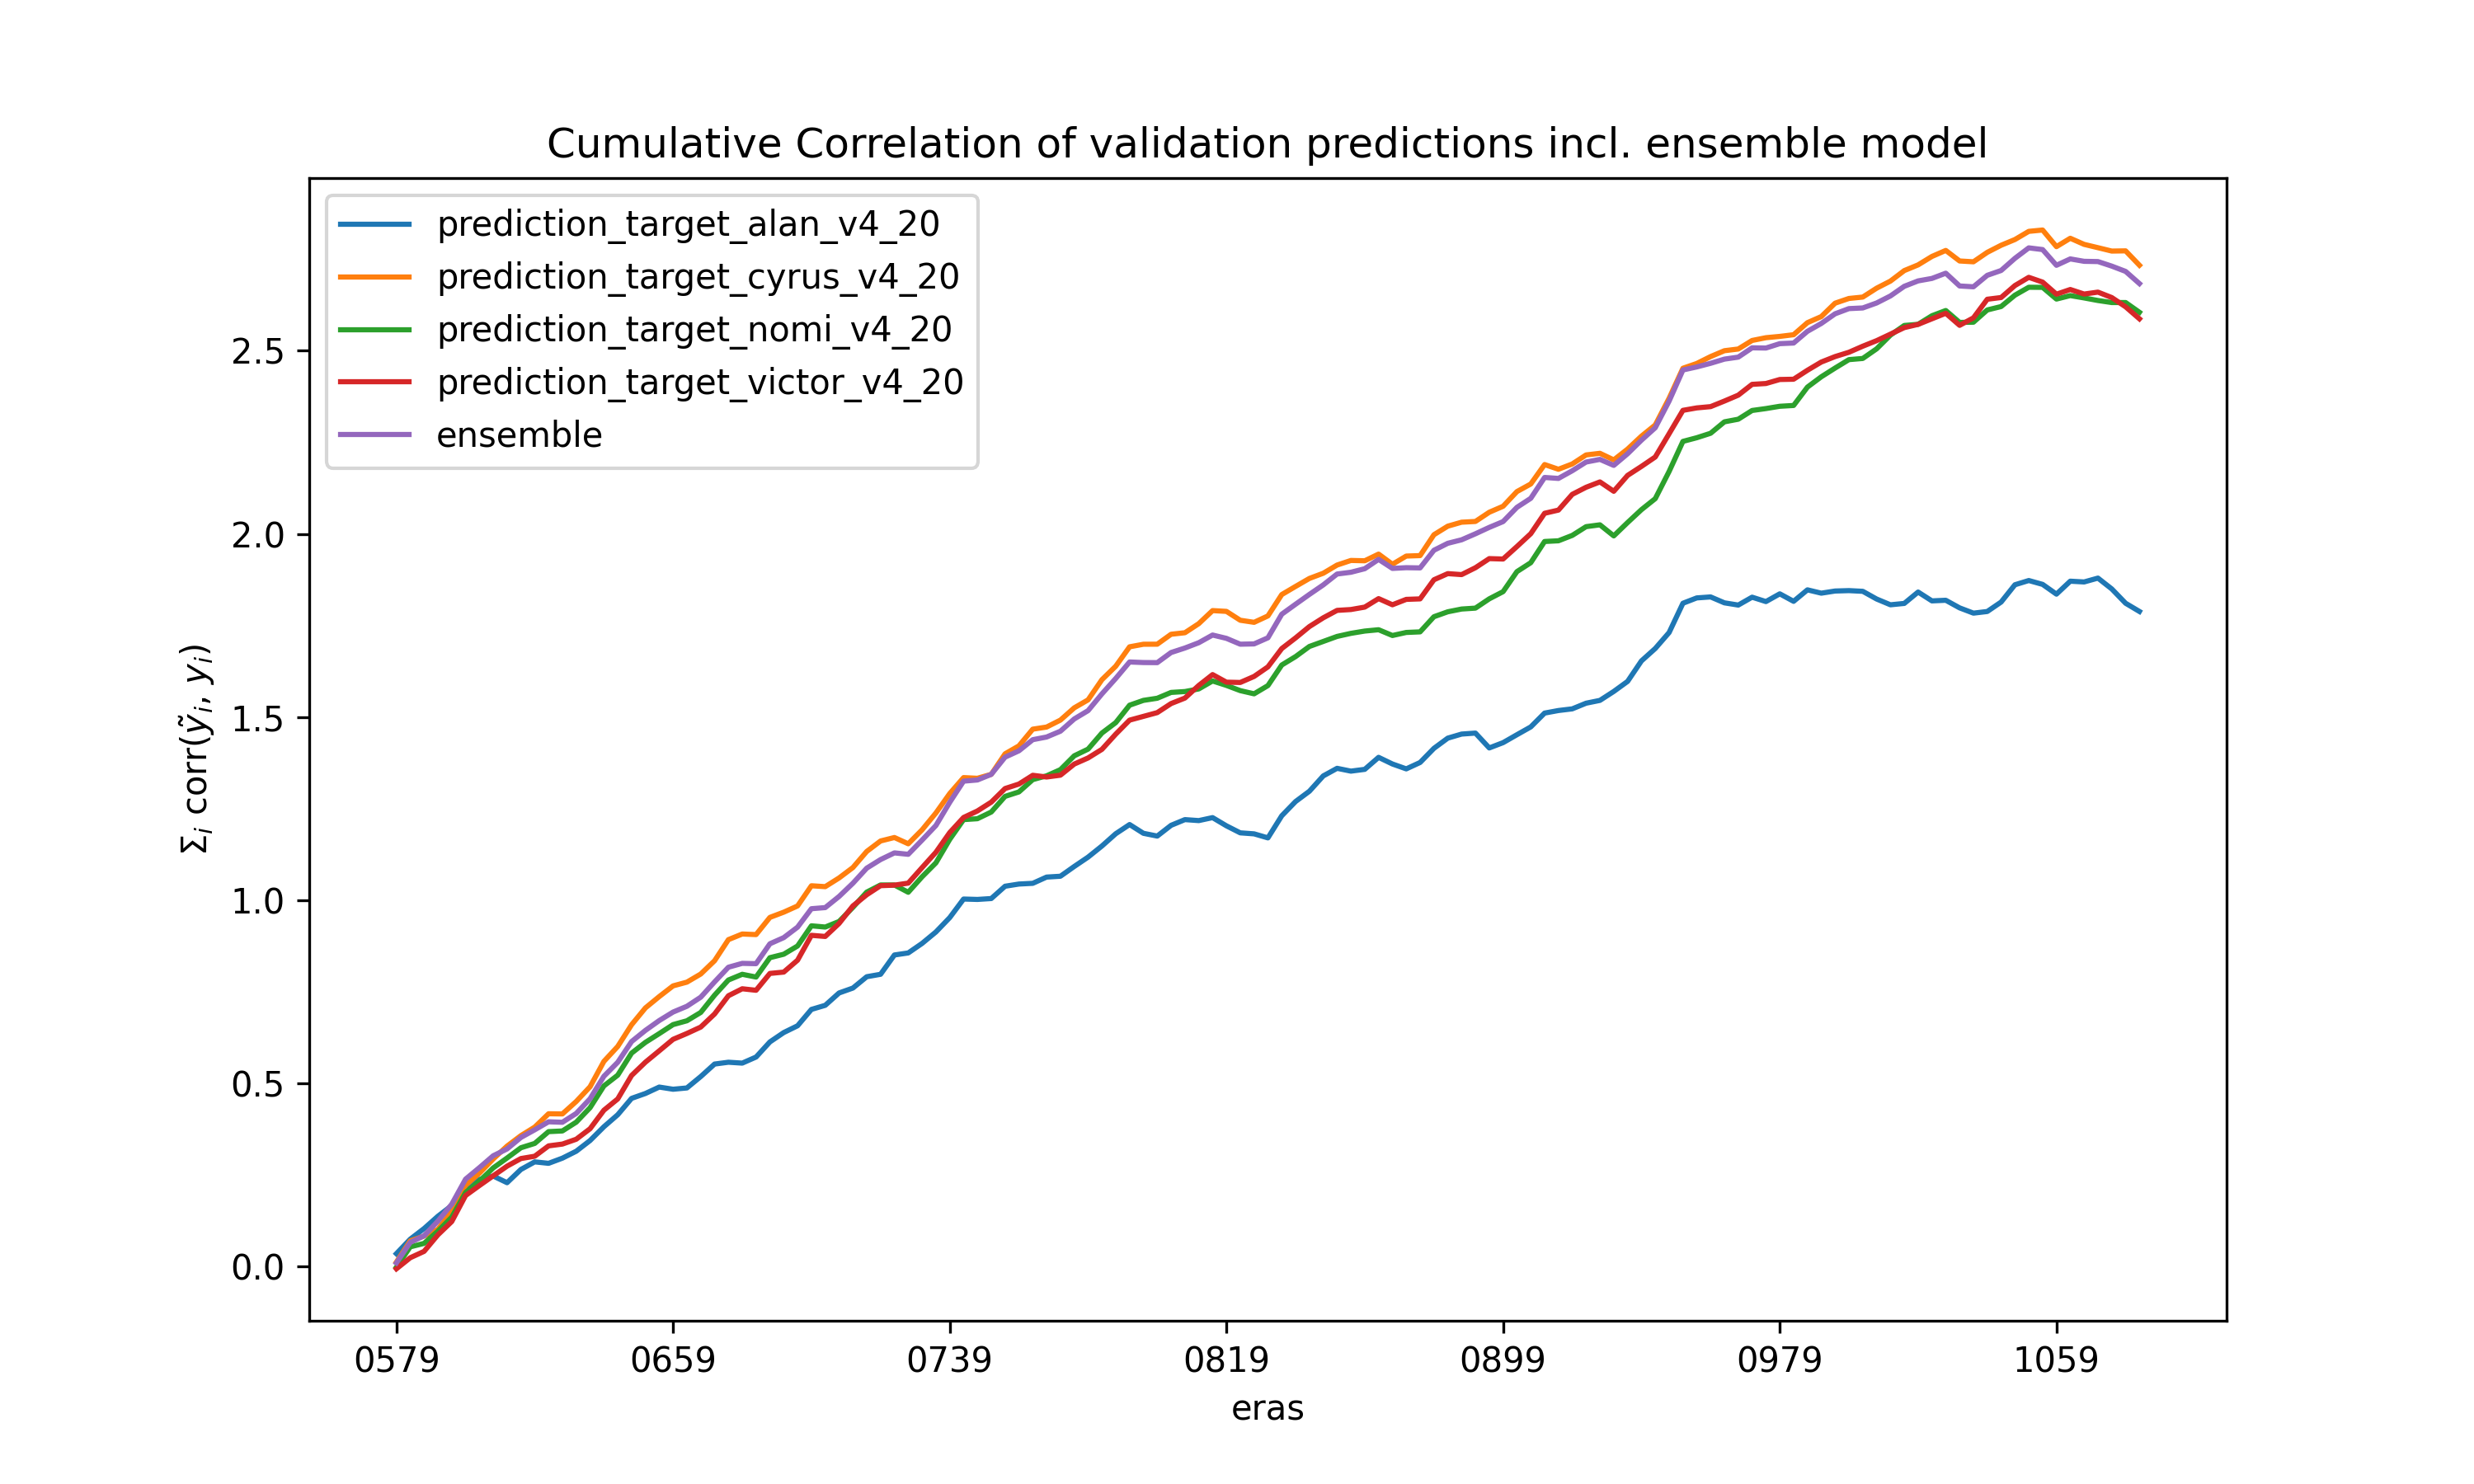 Cumulative Correlation of validation predictions incl. ensemble model
prediction_target_alan_v4_20
prediction_target_cyrus_v4_20
prediction_target_nomi_v4_20
prediction_target_victor_v4_20
ensemble
2.5
2.0
1.5
1.0
0.5
0.0
Σᵢ corr(ỹᵢ, yᵢ)
0579 0659 0739 0819 0899 0979 1059
eras